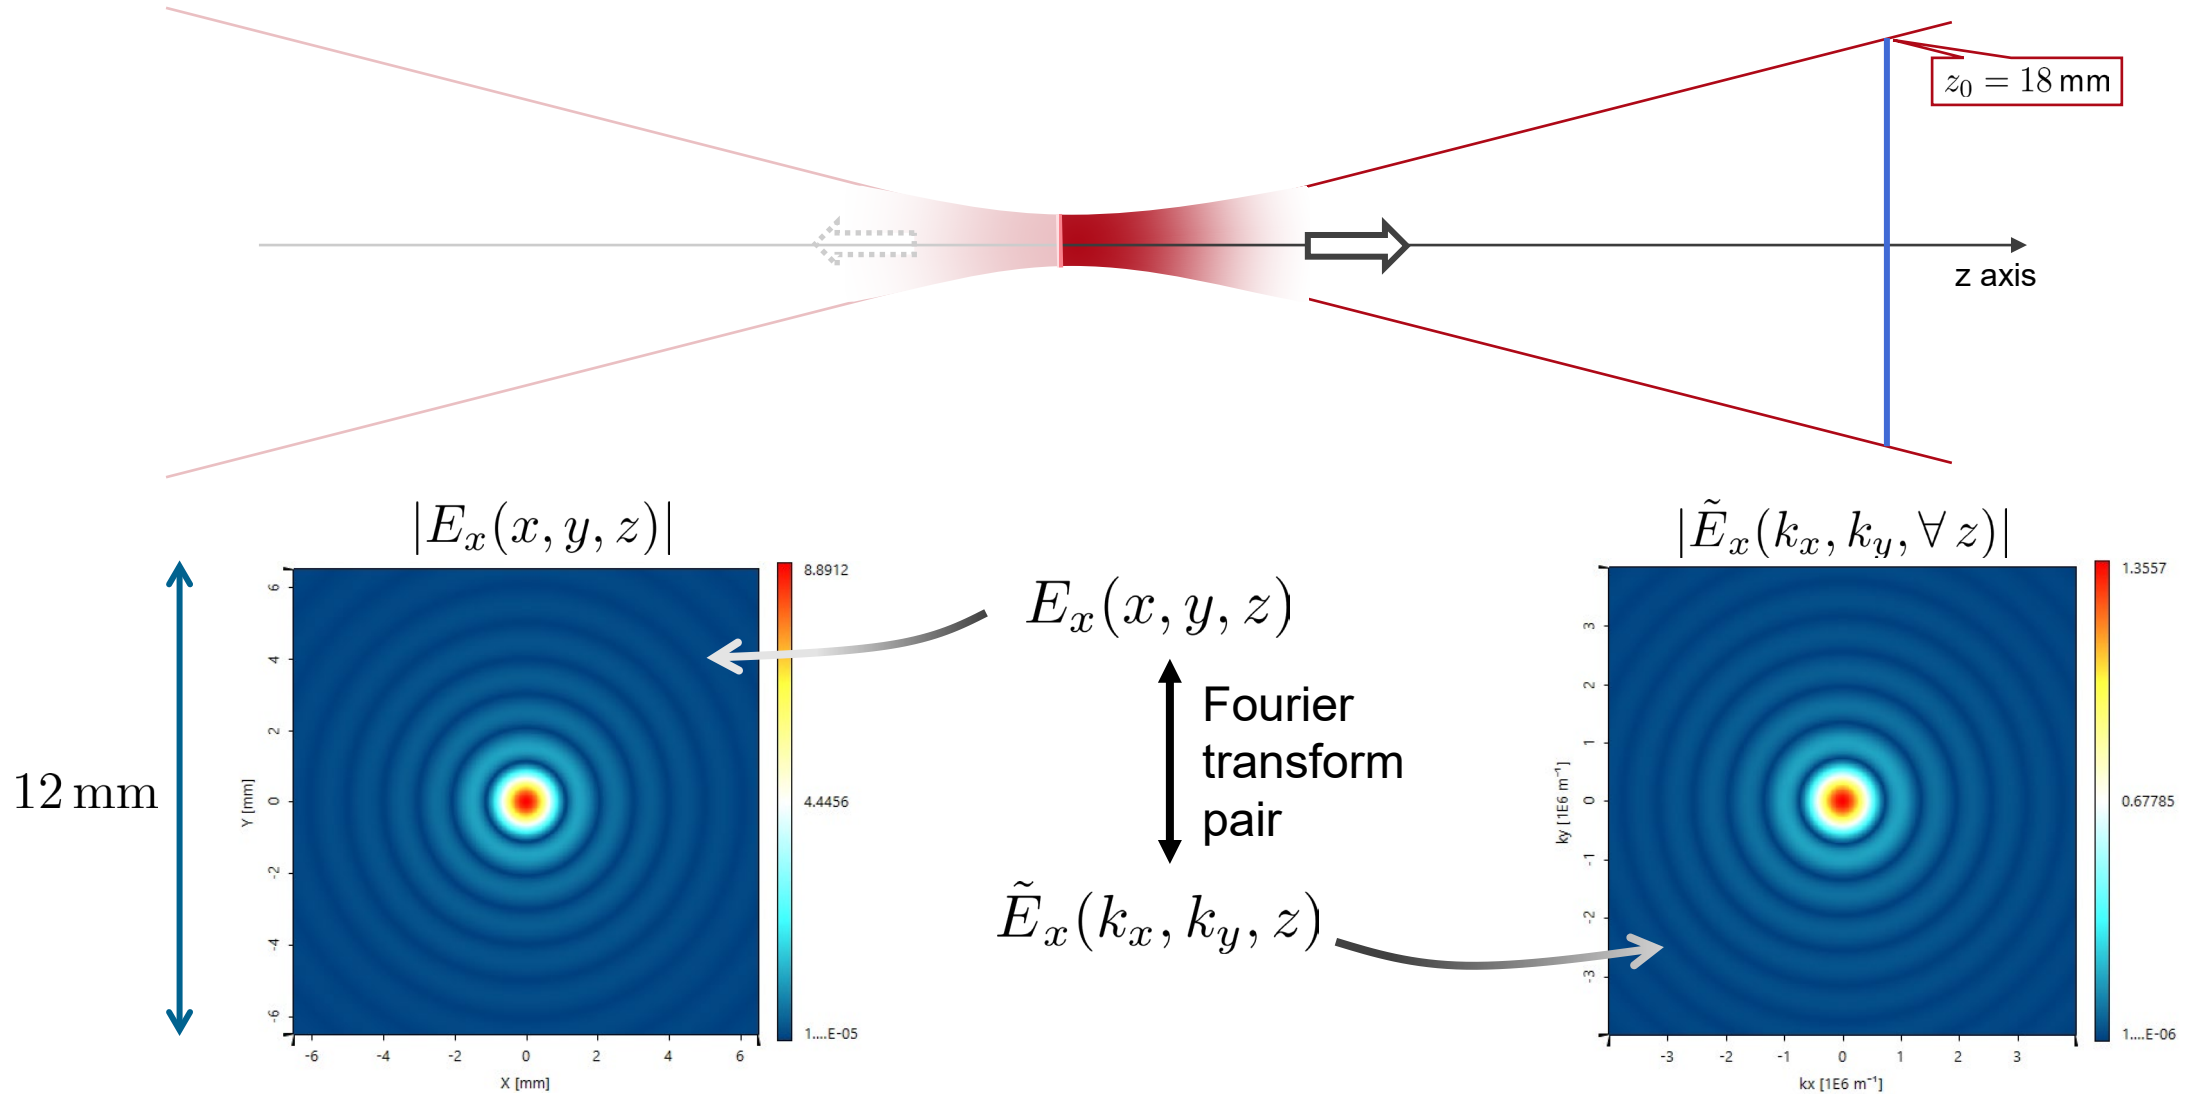 z₀ = 18 mm
z axis
|Eₓ(x, y, z)|
|Ẽₓ(kₓ, k_y, ∀ z)|
12 mm
8.8912
4.4456
1....E-05
Y [mm]
6
4
2
0
-2
-4
-6
-6 -4 -2 0 2 4 6
X [mm]
Eₓ(x, y, z)
Fourier
transform
pair
Ẽₓ(kₓ, k_y, z)
1.3557
0.67785
1....E-06
ky [1E6 m⁻¹]
3
2
1
0
-1
-2
-3
-3 -2 -1 0 1 2 3
kx [1E6 m⁻¹]